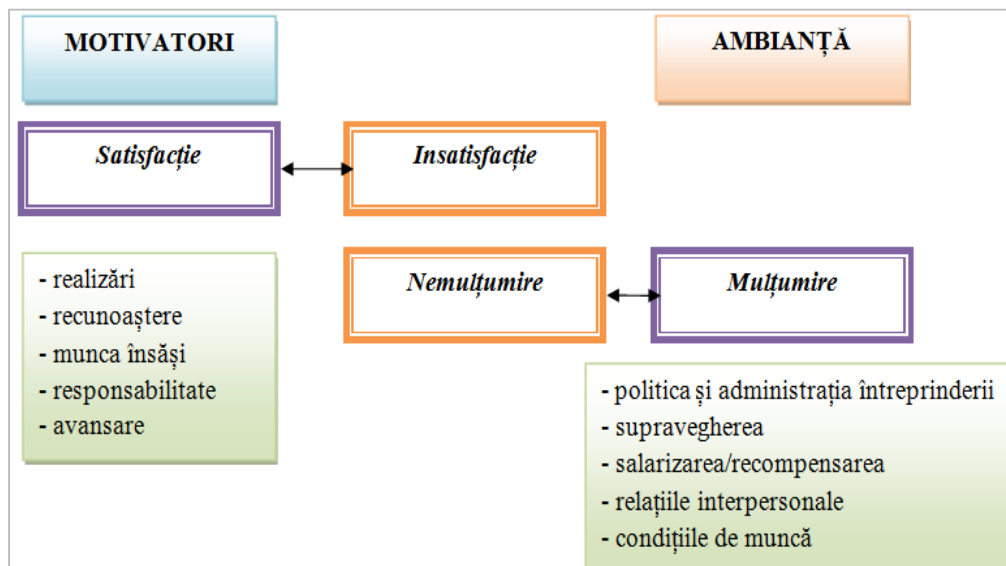 MOTIVATORI
AMBIANȚĂ
Satisfacție
Insatisfacție
Nemulțumire
Mulțumire
- realizări
- recunoaștere
- munca însăși
- responsabilitate
- avansare
- politica și administrația întreprinderii
- supravegherea
- salarizarea/recompensarea
- relațiile interpersonale
- condițiile de muncă